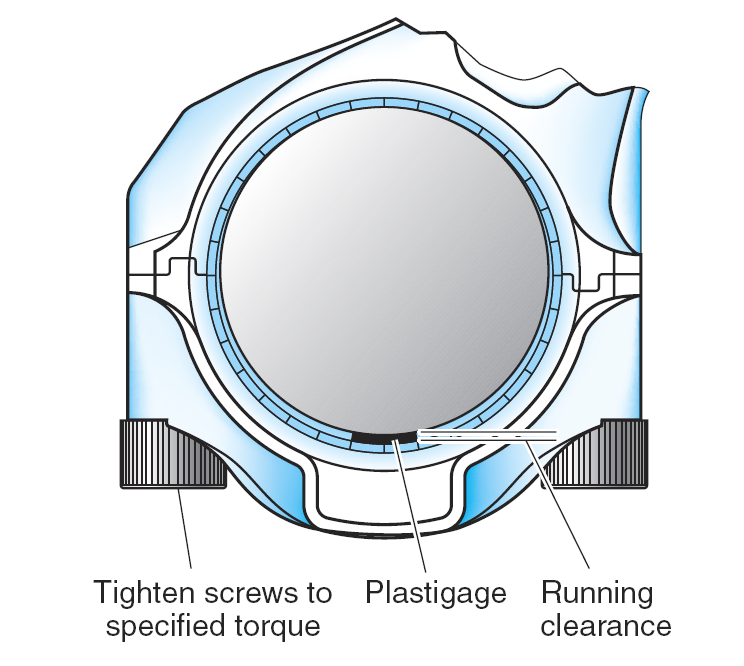 Tighten screws to
specified torque
Plastigage
Running
clearance